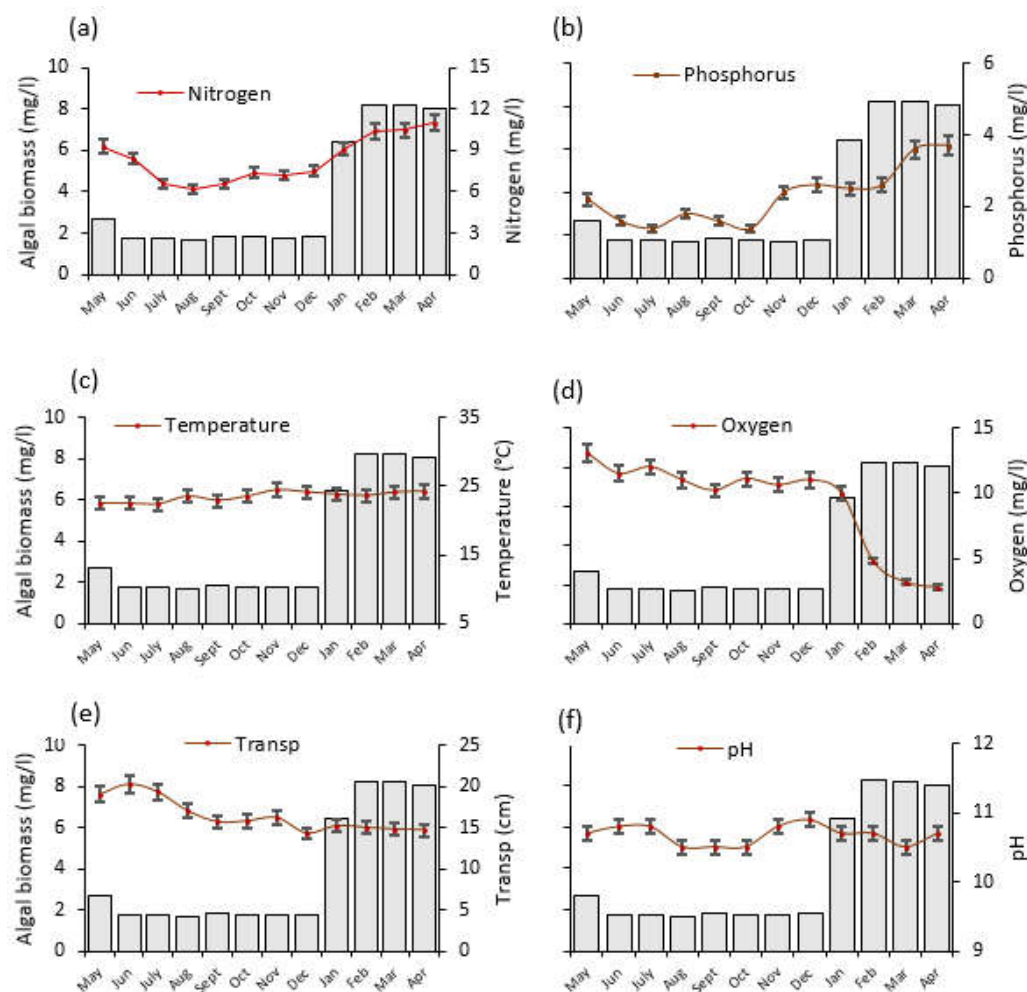 (a)
Nitrogen
Algal biomass (mg/l)
10
8
6
4
2
0
15
12
9
6
3
0
Nitrogen (mg/l)
May Jun July Aug Sept Oct Nov Dec Jan Feb Mar Apr
(b)
Phosphorus
6
4
2
0
Phosphorus (mg/l)
May Jun July Aug Sept Oct Nov Dec Jan Feb Mar Apr
(c)
Temperature
Algal biomass (mg/l)
10
8
6
4
2
0
35
25
15
5
Temperature (°C)
May Jun July Aug Sept Oct Nov Dec Jan Feb Mar Apr
(d)
Oxygen
15
10
5
0
Oxygen (mg/l)
May Jun July Aug Sept Oct Nov Dec Jan Feb Mar Apr
(e)
Transp
Algal biomass (mg/l)
10
8
6
4
2
0
25
20
15
10
5
0
Transp (cm)
May Jun July Aug Sept Oct Nov Dec Jan Feb Mar Apr
(f)
pH
12
11
10
9
pH
May Jun July Aug Sept Oct Nov Dec Jan Feb Mar Apr